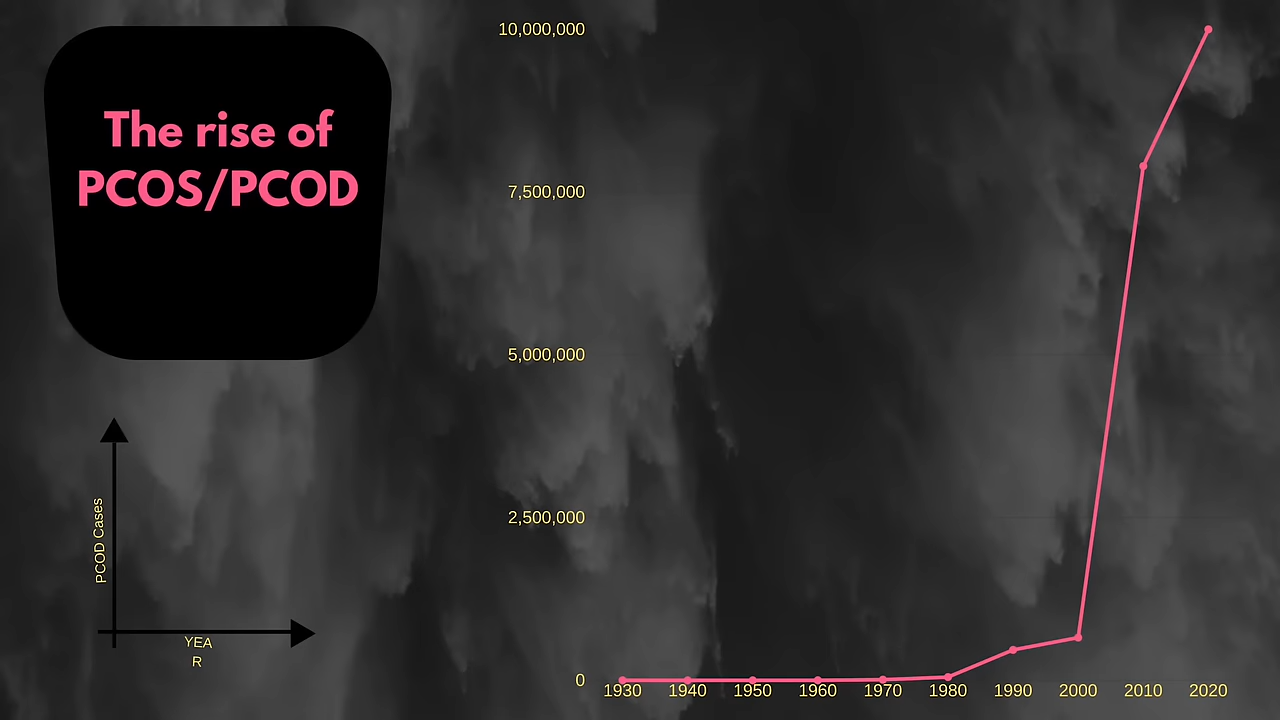 The rise of
PCOS/PCOD
PCOD Cases
YEA
R
10,000,000
7,500,000
5,000,000
2,500,000
0
1930 1940 1950 1960 1970 1980 1990 2000 2010 2020